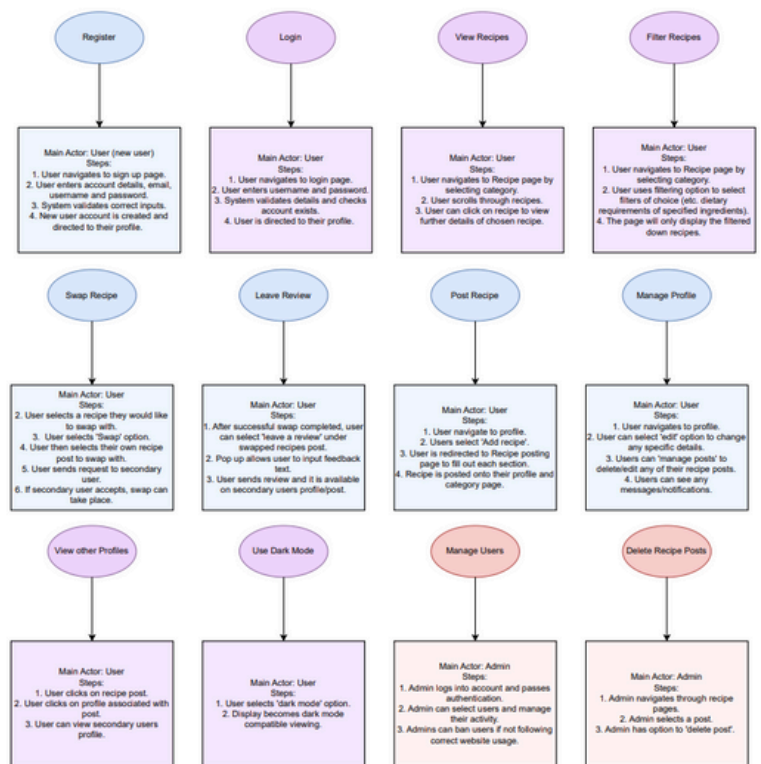 Register
Main Actor: User (new user)
Steps:
1. User navigates to sign up page.
2. User enters account details, email,
username and password.
3. System validates correct inputs.
4. New user account is created and
directed to their profile.
Login
Main Actor: User
Steps:
1. User navigates to login page.
2. User enters username and password.
3. System validates details and checks
account exists.
4. User is directed to their profile.
View Recipes
Main Actor: User
Steps:
1. User navigates to Recipe page by
selecting category.
2. User scrolls through recipes.
3. User can click on recipe to view
further details of chosen recipe.
Filter Recipes
Main Actor: User
Steps:
1. User navigates to Recipe page by
selecting category.
2. User uses filtering option to select
filters of choice (etc. dietary
requirements of specified ingredients).
4. The page will only display the filtered
down recipes.
Swap Recipe
Main Actor: User
Steps:
2. User selects a recipe they would like
to swap with.
3. User selects 'Swap' option.
4. User then selects their own recipe
post to swap with.
5. User sends request to secondary
user.
6. If secondary user accepts, swap can
take place.
Leave Review
Main Actor: User
Steps:
1. After successful swap completed, user
can select 'leave a review' under
swapped recipes post.
2. Pop up allows user to input feedback
text.
3. User sends review and it is available
on secondary users profile/post.
Post Recipe
Main Actor: User
Steps:
1. User navigate to profile.
2. Users select 'Add recipe'.
3. User is redirected to Recipe posting
page to fill out each section.
4. Recipe is posted onto their profile and
category page.
Manage Profile
Main Actor: User
Steps:
1. User navigates to profile.
2. User can select 'edit' option to change
any specific details.
3. Users can 'manage posts' to
delete/edit any of their recipe posts.
4. Users can see any
messages/notifications.
View other Profiles
Main Actor: User
Steps:
1. User clicks on recipe post.
2. User clicks on profile associated with
post.
3. User can view secondary users
profile.
Use Dark Mode
Main Actor: User
Steps:
1. User selects 'dark mode' option.
2. Display becomes dark mode
compatible viewing.
Manage Users
Main Actor: Admin
Steps:
1. Admin logs into account and passes
authentication.
2. Admin can select users and manage
their activity.
3. Admins can ban users if not following
correct website usage.
Delete Recipe Posts
Main Actor: Admin
Steps:
1. Admin navigates through recipe
pages.
2. Admin selects a post.
3. Admin has option to 'delete post'.